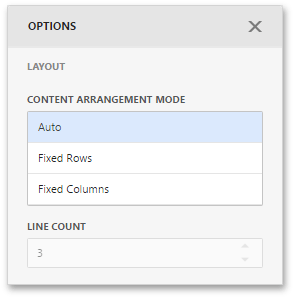 OPTIONS
LAYOUT
CONTENT ARRANGEMENT MODE
Auto
Fixed Rows
Fixed Columns
LINE COUNT
3